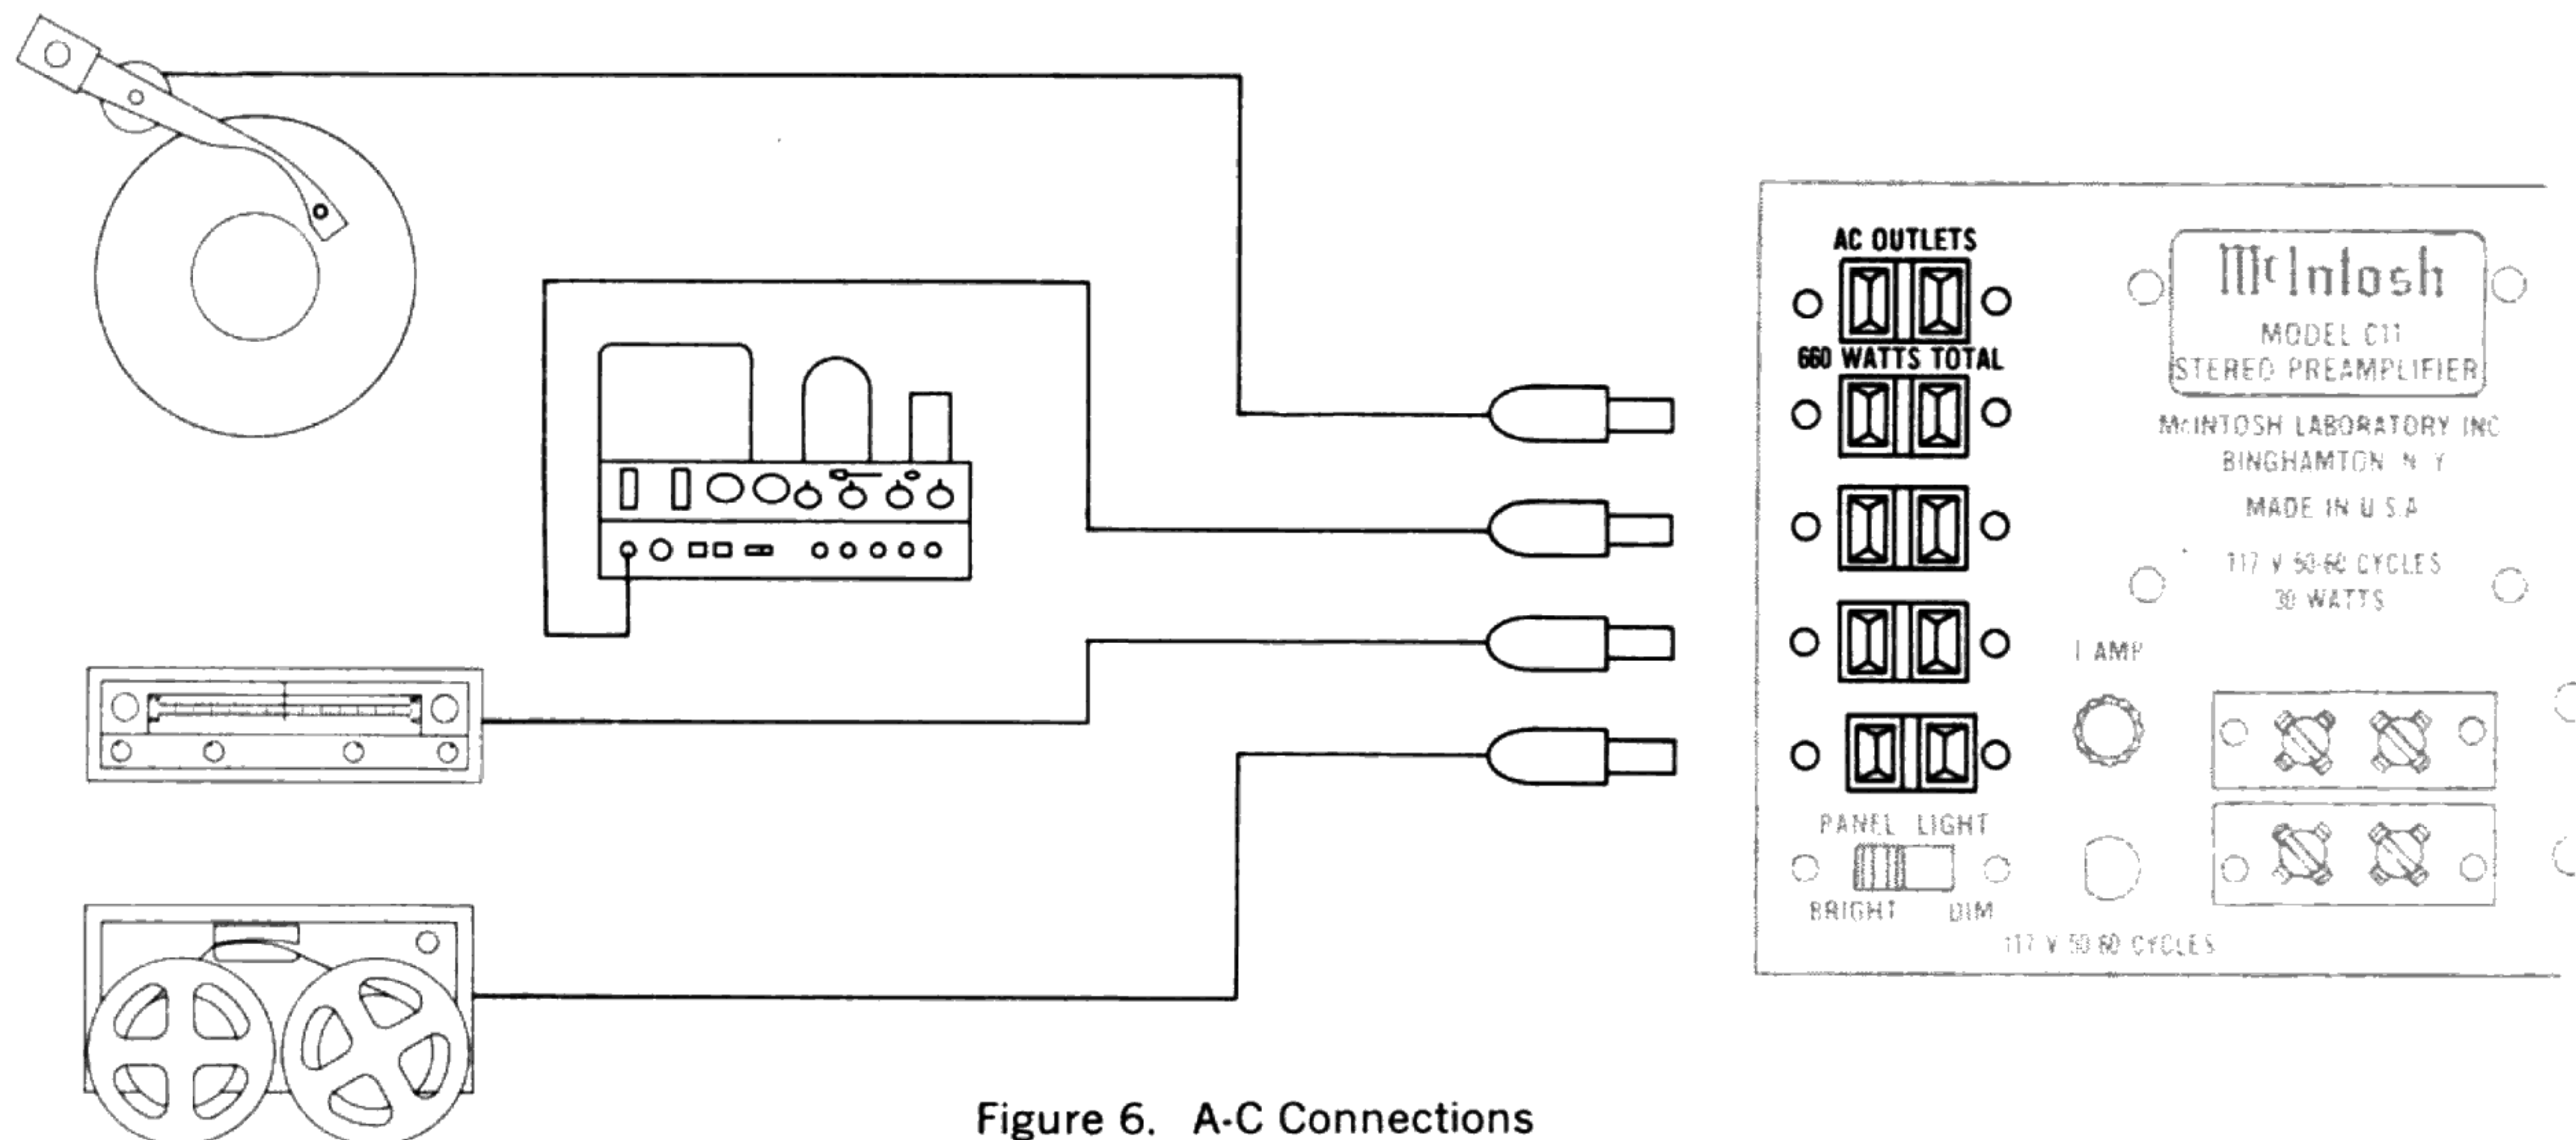 AC OUTLETS
660 WATTS TOTAL
McIntosh
MODEL C11
STEREO PREAMPLIFIER
McINTOSH LABORATORY INC
BINGHAMTON N Y
MADE IN U.S.A
117 V 50-60 CYCLES
30 WATTS
LAMP
PANEL LIGHT
BRIGHT DIM
117 V 50-60 CYCLES
Figure 6. A-C Connections